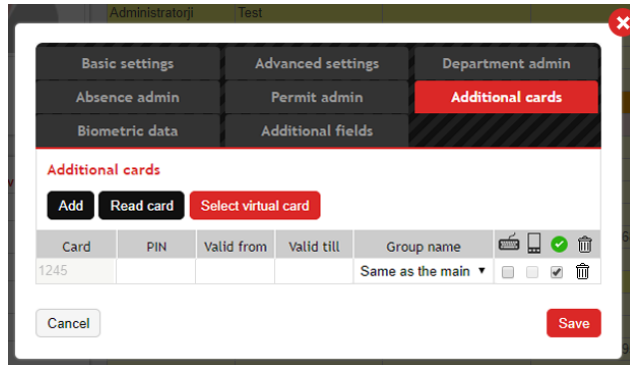 Administratorji Test
Basic settings Advanced settings Department admin
Absence admin Permit admin Additional cards
Biometric data Additional fields
Additional cards
Add Read card Select virtual card
Card PIN Valid from Valid till Group name
1245 Same as the main
Cancel Save